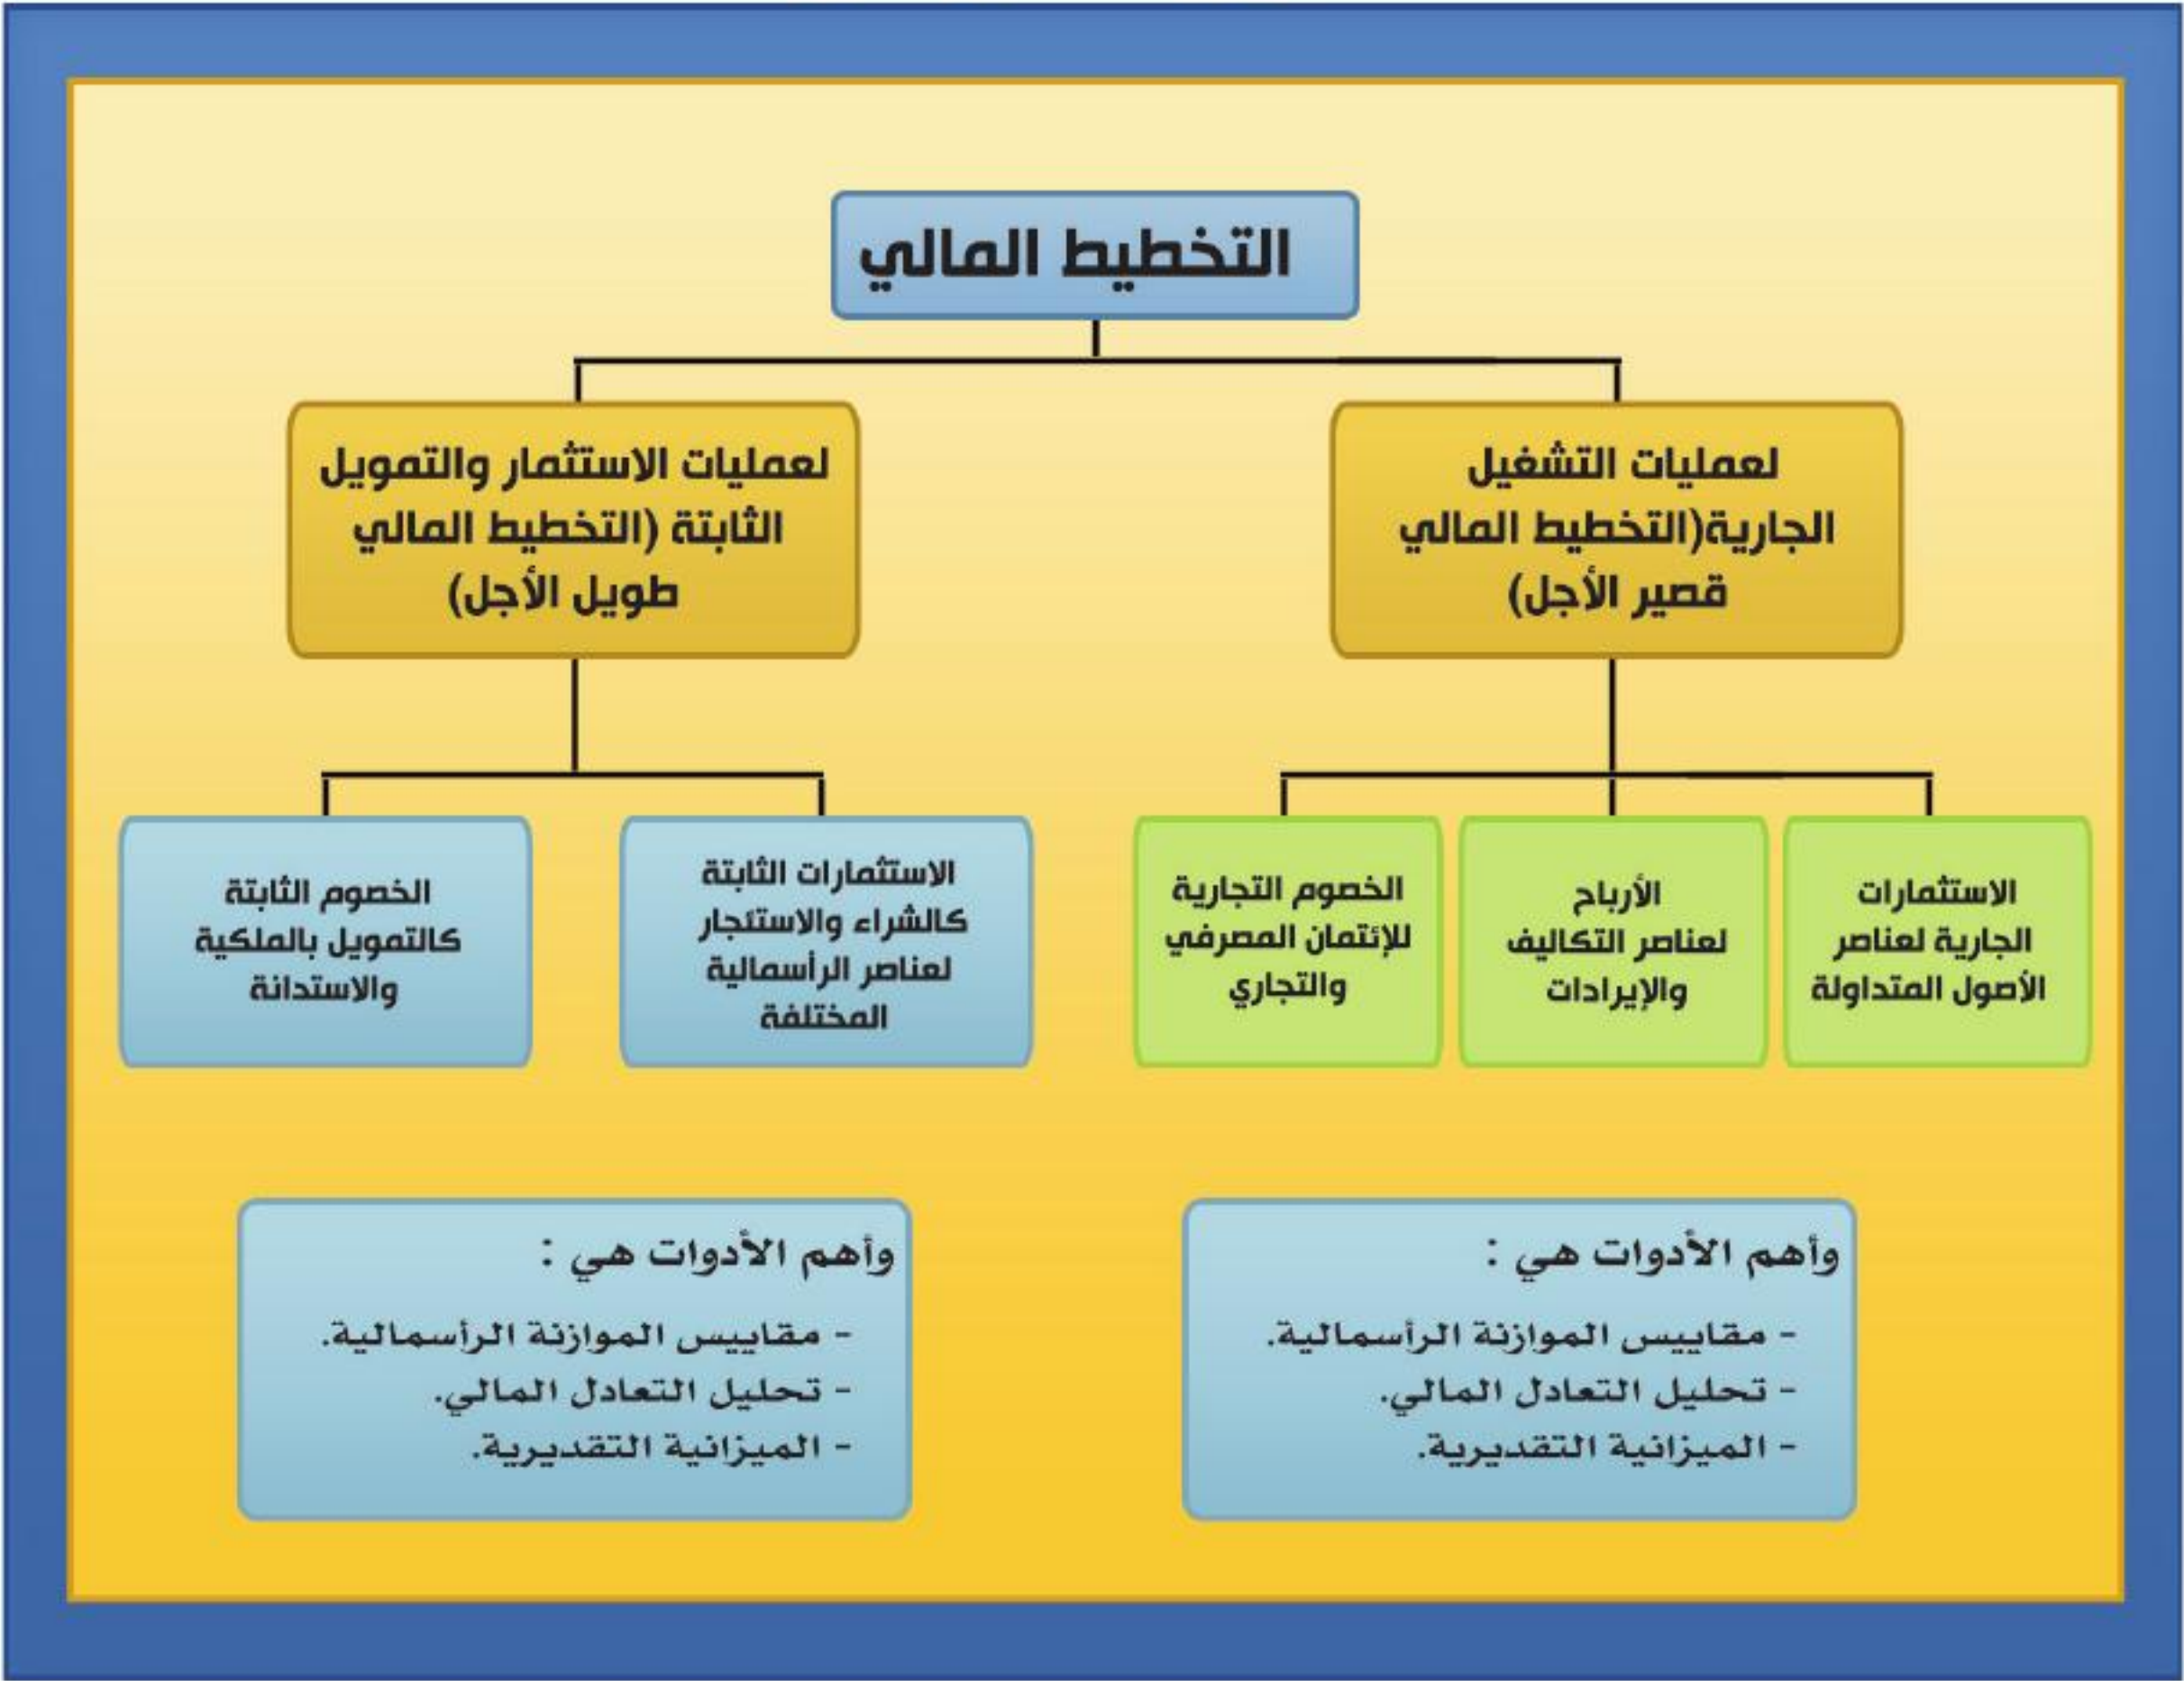 التخطيط المالي
لعمليات التشغيل
الجارية(التخطيط المالي
قصير الأجل)
لعمليات الاستثمار والتمويل
الثابتة (التخطيط المالي
طويل الأجل)
الاستثمارات
الجارية لعناصر
الأصول المتداولة
الأرباح
لعناصر التكاليف
والإيرادات
الخصوم التجارية
للإئتمان المصرفي
والتجاري
الاستثمارات الثابتة
كالشراء والاستئجار
لعناصر الرأسمالية
المختلفة
الخصوم الثابتة
كالتمويل بالملكية
والاستدانة
وأهم الأدوات هي :
- مقاييس الموازنة الرأسمالية.
- تحليل التعادل المالي.
- الميزانية التقديرية.
وأهم الأدوات هي :
- مقاييس الموازنة الرأسمالية.
- تحليل التعادل المالي.
- الميزانية التقديرية.